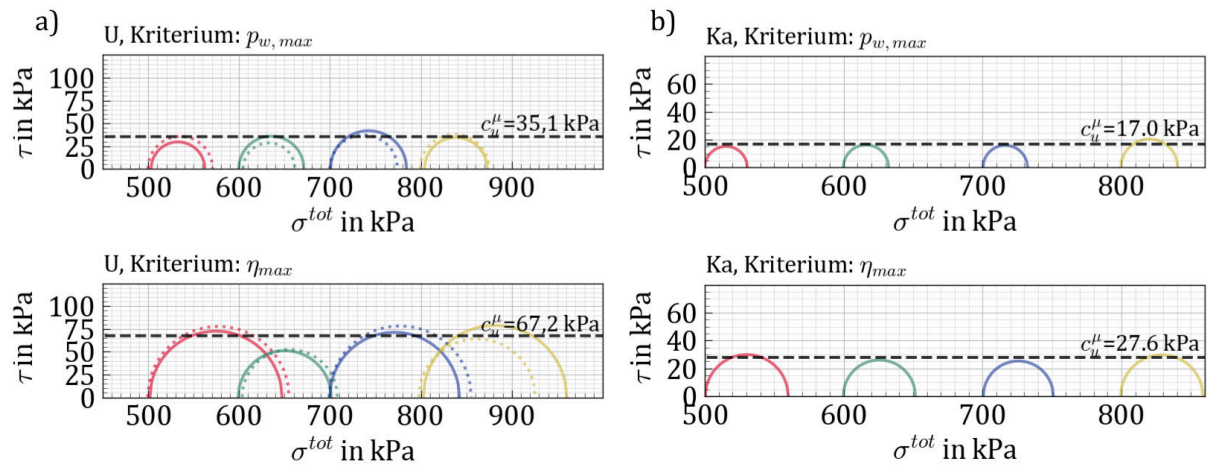 a)
U, Kriterium: p_{w, max}
τ in kPa
100
75
50
25
0
c_u^μ=35,1 kPa
500 600 700 800 900
σ^{tot} in kPa
U, Kriterium: η_{max}
τ in kPa
100
75
50
25
0
c_u^μ=67,2 kPa
500 600 700 800 900
σ^{tot} in kPa
b)
Ka, Kriterium: p_{w, max}
τ in kPa
60
40
20
0
c_u^μ=17.0 kPa
500 600 700 800
σ^{tot} in kPa
Ka, Kriterium: η_{max}
τ in kPa
60
40
20
0
c_u^μ=27.6 kPa
500 600 700 800
σ^{tot} in kPa